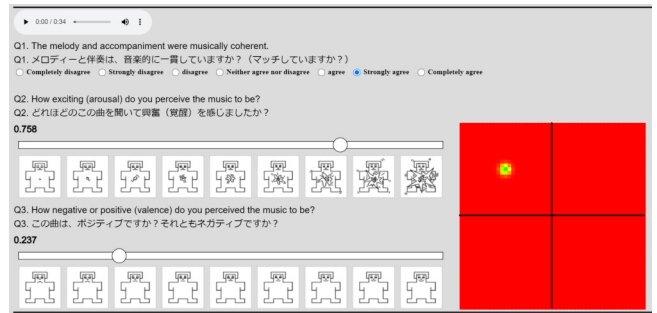 0:00 / 0:34
Q1. The melody and accompaniment were musically coherent.
Q1. メロディーと伴奏は、音楽的に一貫していますか？（マッチしていますか？）
Completely disagree Strongly disagree disagree Neither agree nor disagree agree Strongly agree Completely agree
Q2. How exciting (arousal) do you perceive the music to be?
Q2. どれほどのこの曲を聞いて興奮（覚醒）を感じましたか？
0.758
Q3. How negative or positive (valence) do you perceived the music to be?
Q3. この曲は、ポジティブですか？それともネガティブですか？
0.237